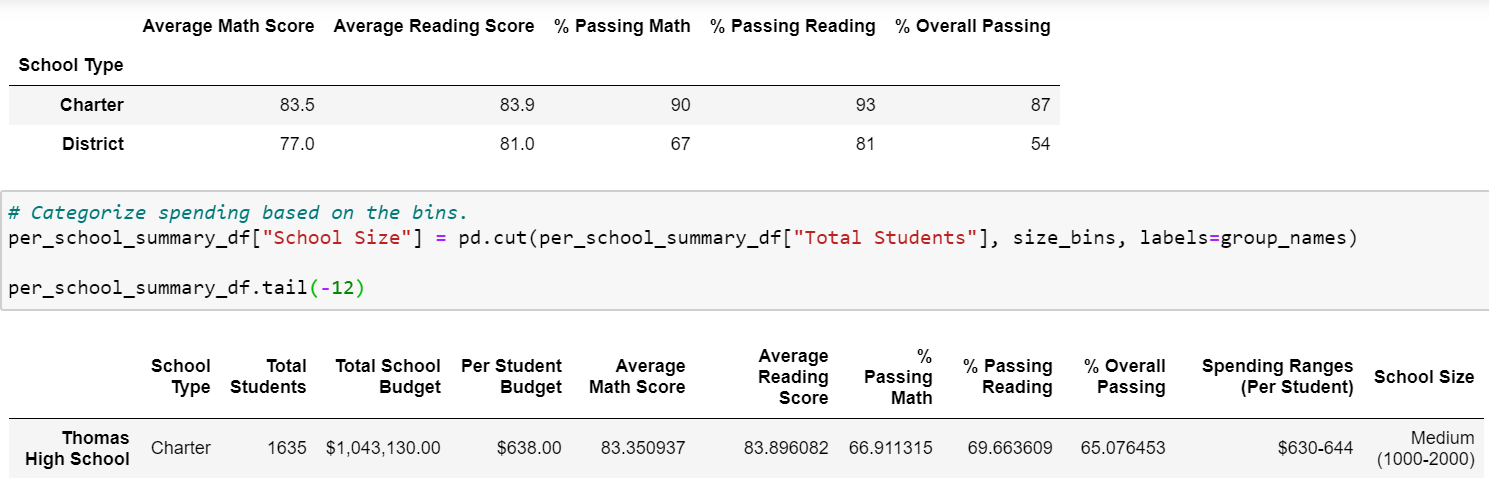 Average Math Score Average Reading Score % Passing Math % Passing Reading % Overall Passing
School Type
Charter 83.5 83.9 90 93 87
District 77.0 81.0 67 81 54
# Categorize spending based on the bins.
per_school_summary_df["School Size"] = pd.cut(per_school_summary_df["Total Students"], size_bins, labels=group_names)
per_school_summary_df.tail(-12)
School Type Total Students Total School Budget Per Student Budget Average Math Score Average Reading Score % Passing Math % Passing Reading % Overall Passing Spending Ranges (Per Student) School Size
Thomas High School Charter 1635 $1,043,130.00 $638.00 83.350937 83.896082 66.911315 69.663609 65.076453 $630-644 Medium (1000-2000)